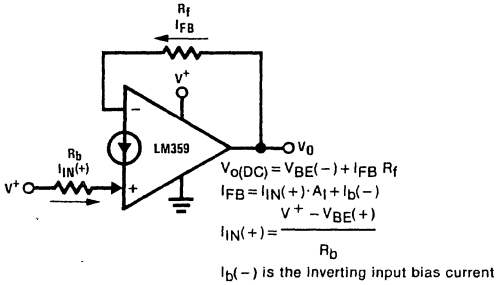 Rf
IFB
V+
−
LM359
Rb
IIN(+)
V+
+
VO
Vo(DC) = VBE(−) + IFB Rf
IFB = IIN(+) · AI + Ib(−)
IIN(+) = V+ − VBE(+)
Rb
Ib(−) is the Inverting input bias current